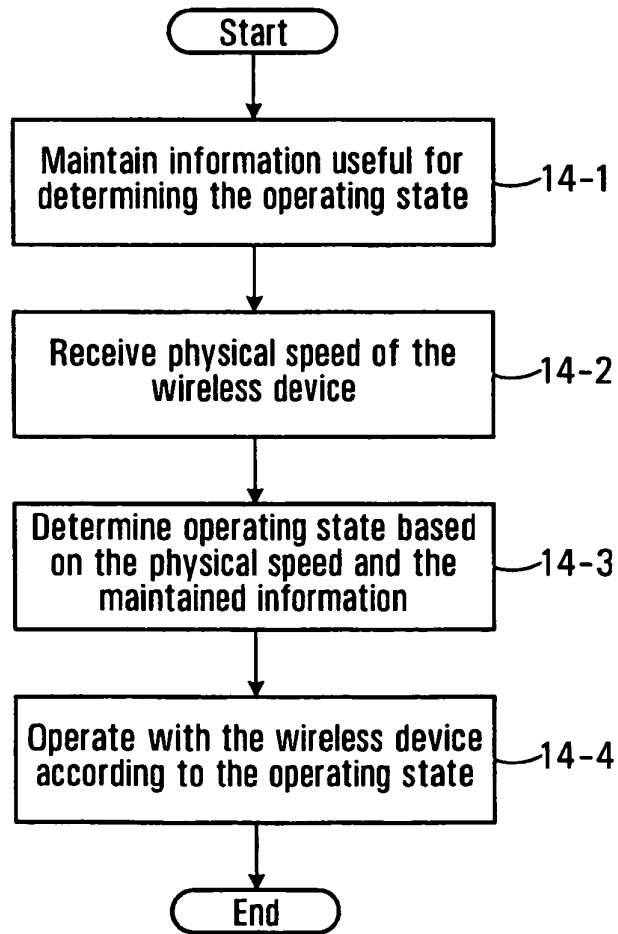 Start
Maintain information useful for
determining the operating state
14-1
Receive physical speed of the
wireless device
14-2
Determine operating state based
on the physical speed and the
maintained information
14-3
Operate with the wireless device
according to the operating state
14-4
End